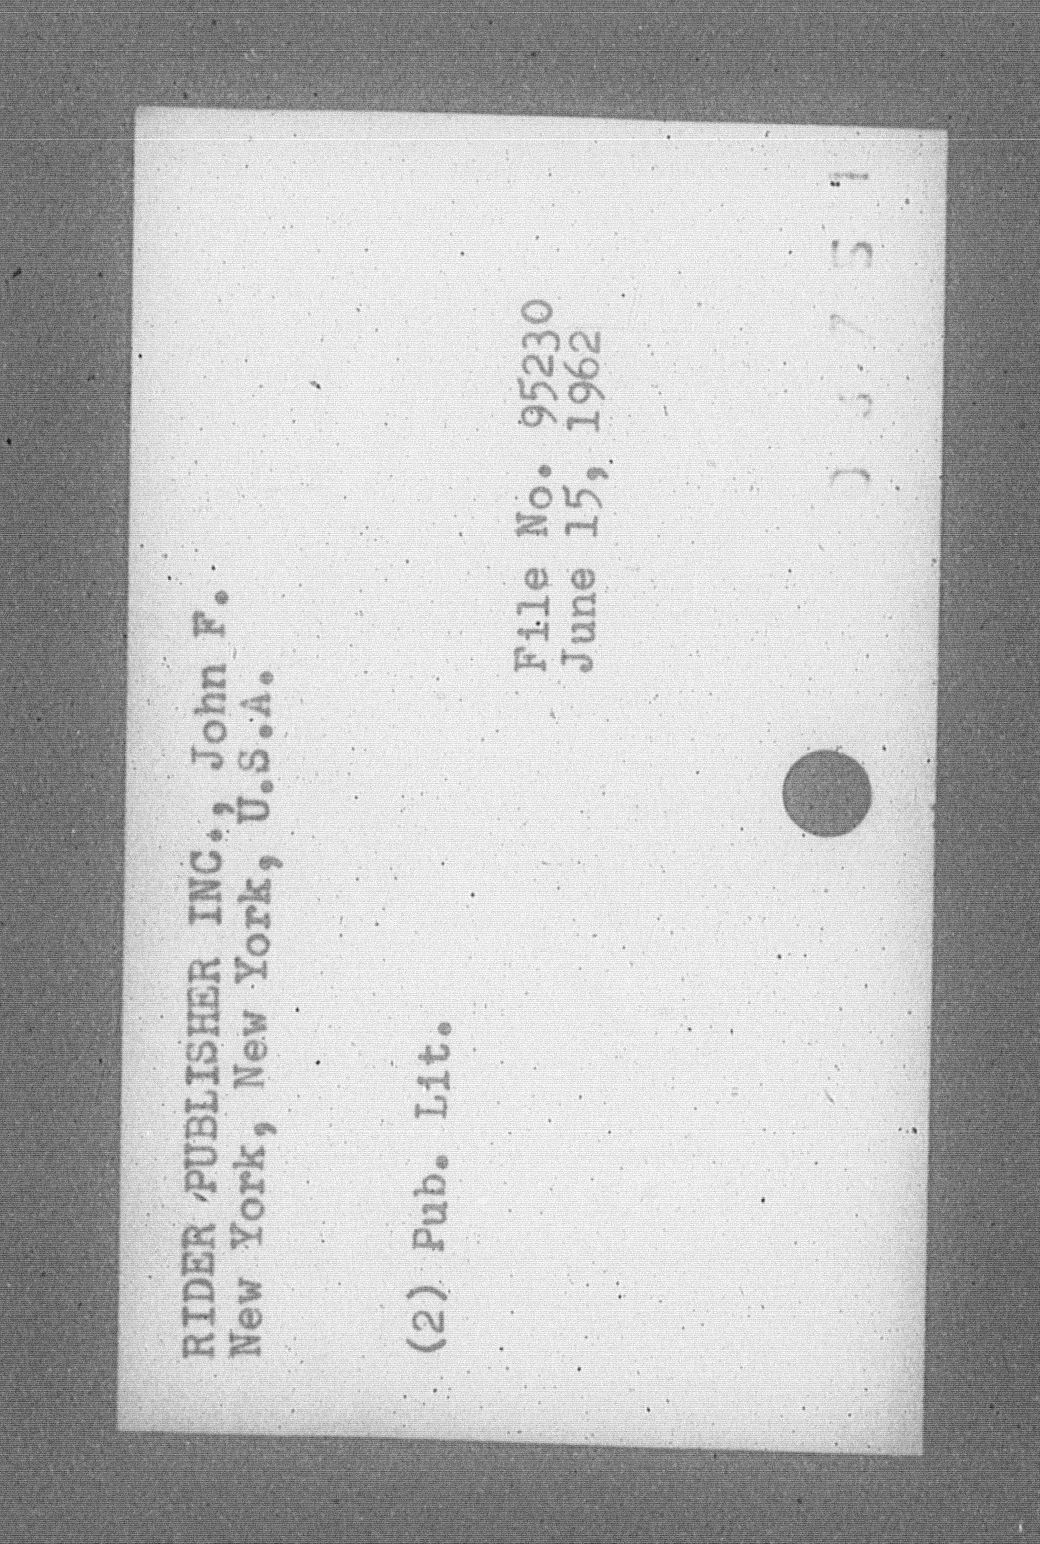 RIDER PUBLISHER INC., John F.
New York, New York, U.S.A.
(2) Pub. Lit.
File No. 95230
June 15, 1962